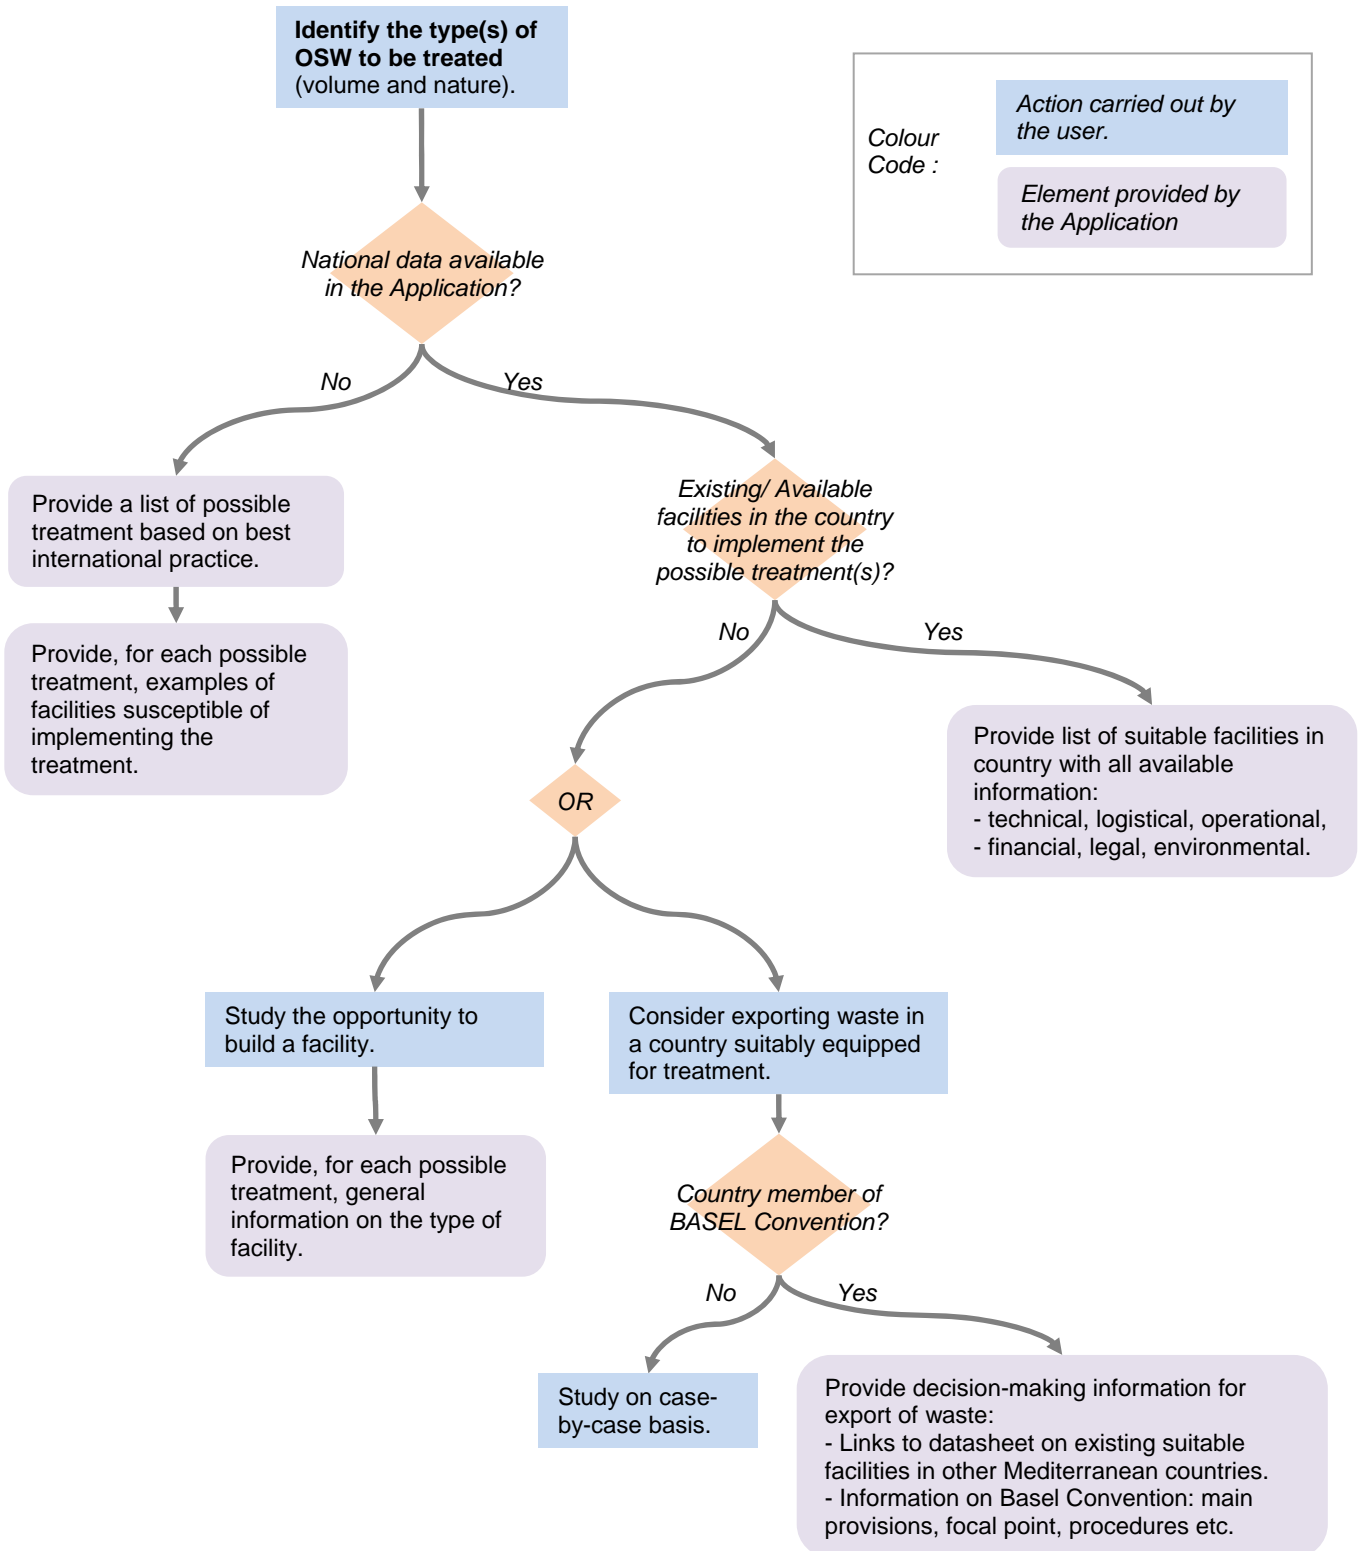 Identify the type(s) of
OSW to be treated
(volume and nature).
Colour
Code :
Action carried out by
the user.
Element provided by
the Application
National data available
in the Application?
No
Yes
Provide a list of possible
treatment based on best
international practice.
Existing/ Available
facilities in the country
to implement the
possible treatment(s)?
Provide, for each possible
treatment, examples of
facilities susceptible of
implementing the
treatment.
No
Yes
Provide list of suitable facilities in
country with all available
information:
- technical, logistical, operational,
- financial, legal, environmental.
OR
Study the opportunity to
build a facility.
Consider exporting waste in
a country suitably equipped
for treatment.
Provide, for each possible
treatment, general
information on the type of
facility.
Country member of
BASEL Convention?
No
Yes
Study on case-
by-case basis.
Provide decision-making information for
export of waste:
- Links to datasheet on existing suitable
facilities in other Mediterranean countries.
- Information on Basel Convention: main
provisions, focal point, procedures etc.